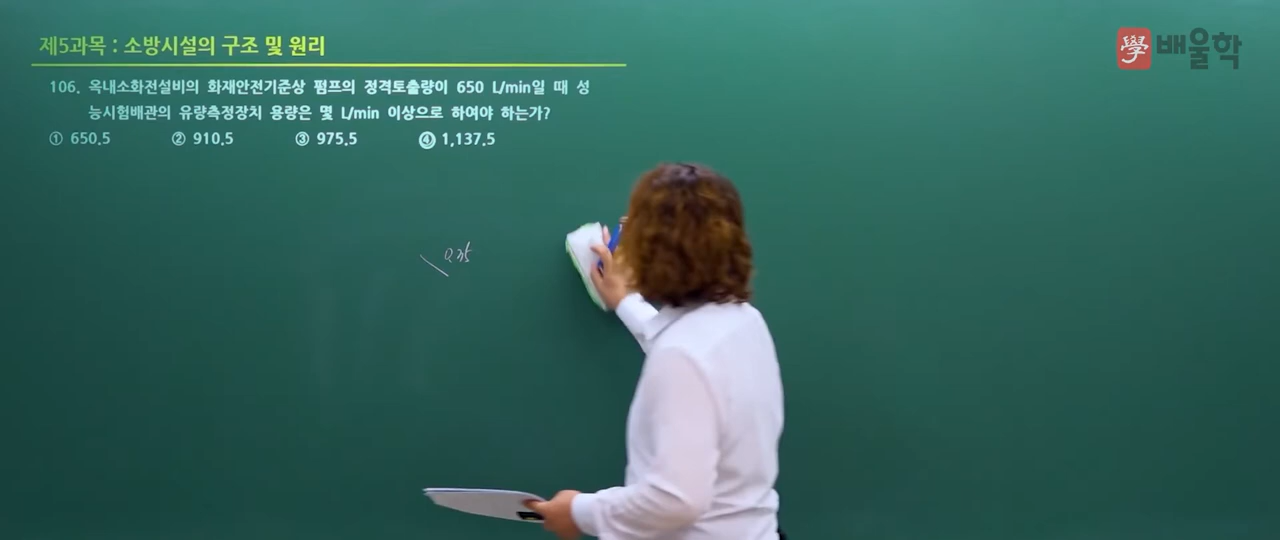 제5과목 : 소방시설의 구조 및 원리
學 배울학
106. 옥내소화전설비의 화재안전기준상 펌프의 정격토출량이 650 L/min일 때 성
능시험배관의 유량측정장치 용량은 몇 L/min 이상으로 하여야 하는가?
① 650.5 ② 910.5 ③ 975.5 ④ 1,137.5